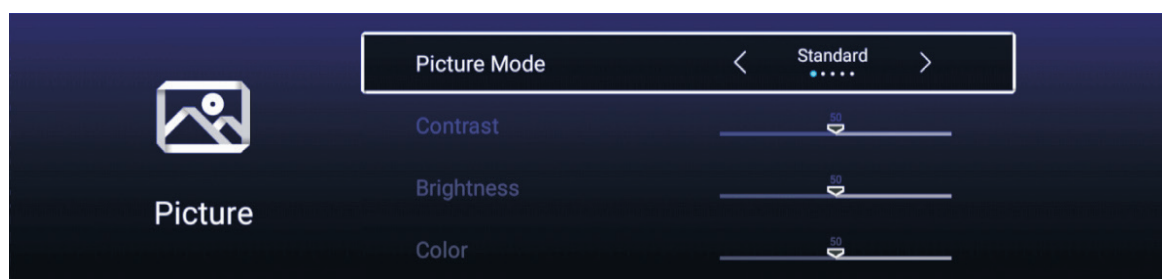 Picture Mode
Standard
Contrast
50
Brightness
50
Picture
Color
50